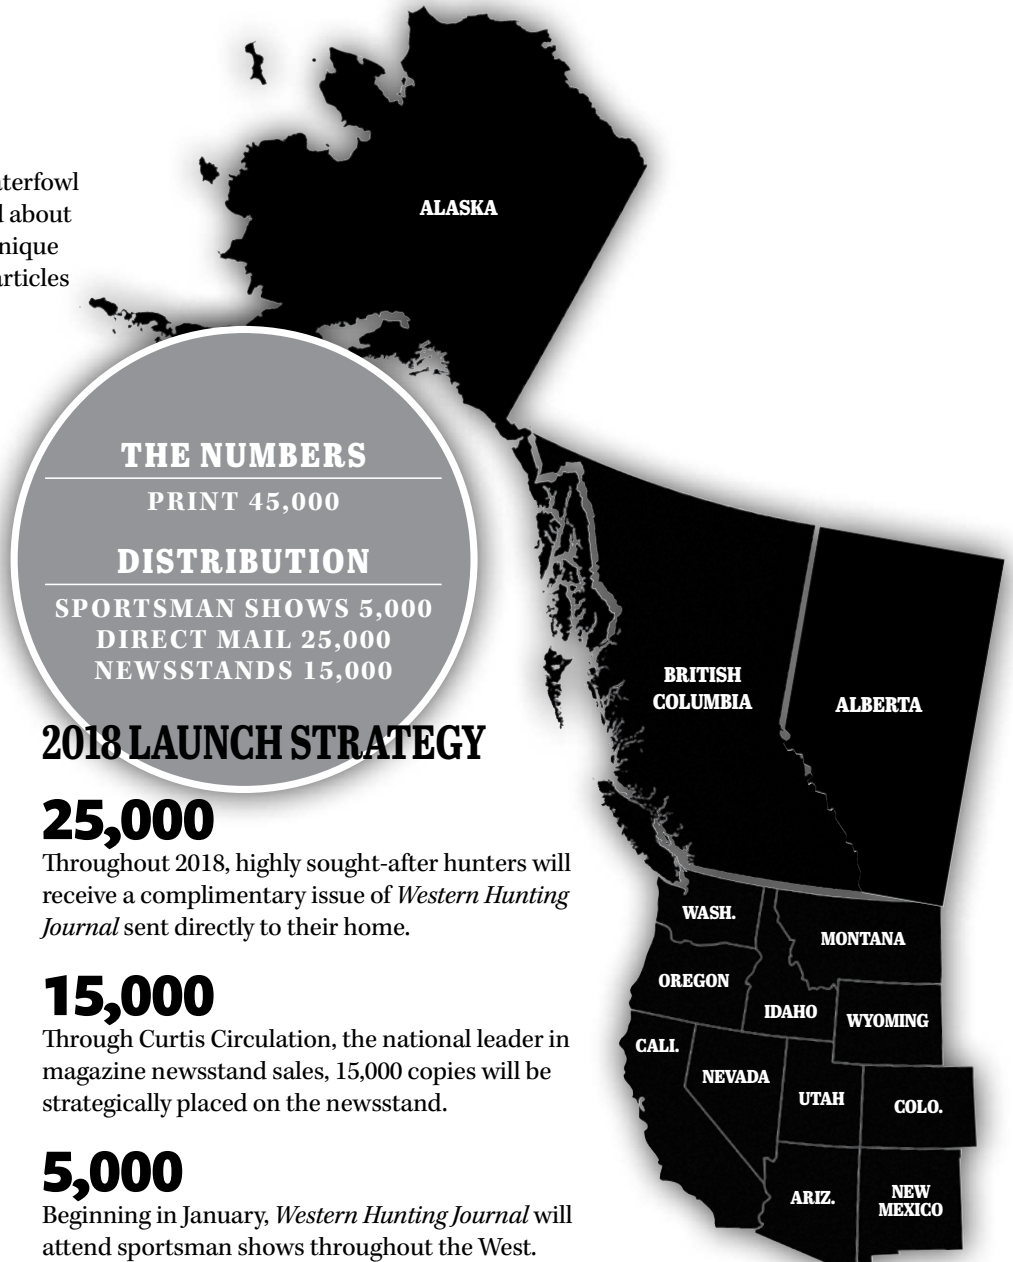 about
articles
ALASKA
THE NUMBERS
PRINT 45,000
DISTRIBUTION
SPORTSMAN SHOWS 5,000
DIRECT MAIL 25,000
NEWSSTANDS 15,000
2018 LAUNCH STRATEGY
25,000
Throughout 2018, highly sought-after hunters will
receive a complimentary issue of Western Hunting
Journal sent directly to their home.
15,000
Through Curtis Circulation, the national leader in
magazine newsstand sales, 15,000 copies will be
strategically placed on the newsstand.
5,000
Beginning in January, Western Hunting Journal will
attend sportsman shows throughout the West.
BRITISH
COLUMBIA
ALBERTA
WASH.
MONTANA
OREGON
IDAHO
WYOMING
CALI.
NEVADA
UTAH
COLO.
ARIZ.
NEW
MEXICO